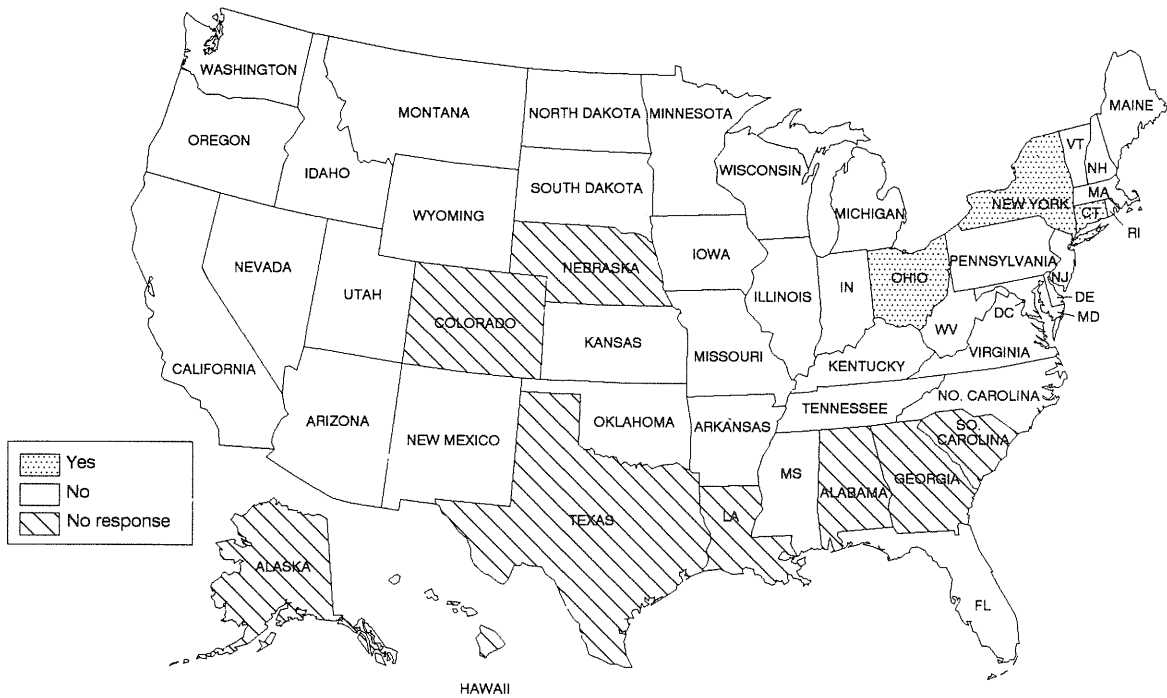 WASHINGTON
MONTANA
NORTH DAKOTA
MINNESOTA
MAINE
OREGON
IDAHO
WYOMING
SOUTH DAKOTA
WISCONSIN
MICHIGAN
VT
NH
NEW YORK
MA
CT
RI
NEVADA
UTAH
COLORADO
NEBRASKA
IOWA
ILLINOIS
IN
OHIO
PENNSYLVANIA
NJ
DE
MD
DC
WV
VIRGINIA
CALIFORNIA
KANSAS
MISSOURI
KENTUCKY
ARIZONA
NEW MEXICO
OKLAHOMA
ARKANSAS
TENNESSEE
NO. CAROLINA
SO.
CAROLINA
TEXAS
LA
MS
ALABAMA
GEORGIA
FL
Yes
No
No response
ALASKA
HAWAII